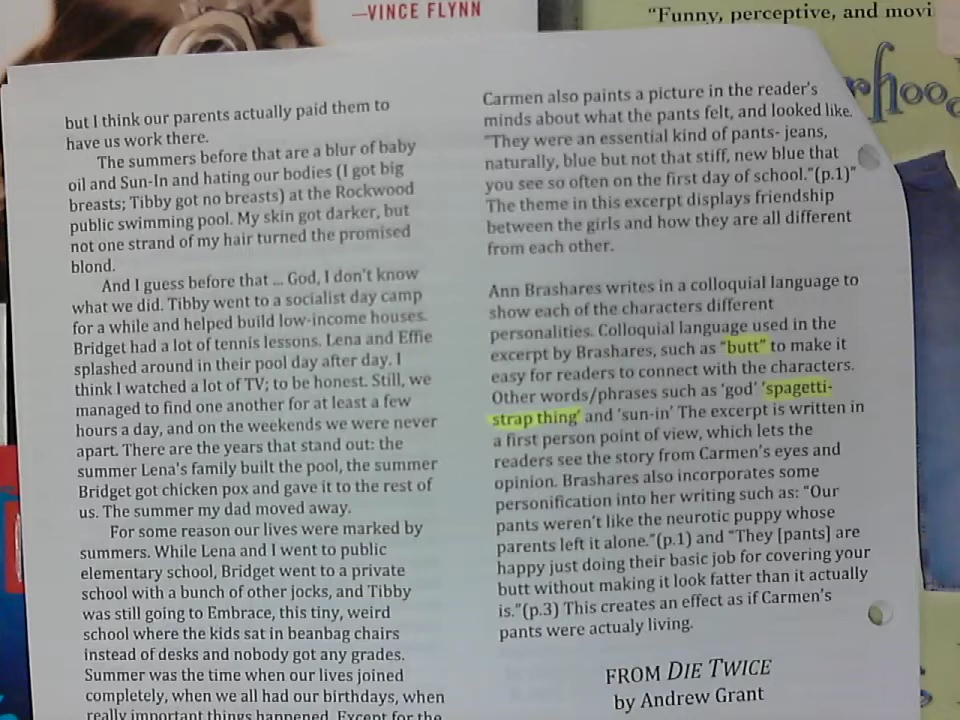 —VINCE FLYNN
"Funny, perceptive, and movi
rhood
but I think our parents actually paid them to
have us work there.
The summers before that are a blur of baby
oil and Sun-In and hating our bodies (I got big
breasts; Tibby got no breasts) at the Rockwood
public swimming pool. My skin got darker, but
not one strand of my hair turned the promised
blond.
And I guess before that ... God, I don't know
what we did. Tibby went to a socialist day camp
for a while and helped build low-income houses.
Bridget had a lot of tennis lessons. Lena and Effie
splashed around in their pool day after day. I
think I watched a lot of TV; to be honest. Still, we
managed to find one another for at least a few
hours a day, and on the weekends we were never
apart. There are the years that stand out: the
summer Lena's family built the pool, the summer
Bridget got chicken pox and gave it to the rest of
us. The summer my dad moved away.
For some reason our lives were marked by
summers. While Lena and I went to public
elementary school, Bridget went to a private
school with a bunch of other jocks, and Tibby
was still going to Embrace, this tiny, weird
school where the kids sat in beanbag chairs
instead of desks and nobody got any grades.
Summer was the time when our lives joined
completely, when we all had our birthdays, when
really important things happened. Except for the
Carmen also paints a picture in the reader's
minds about what the pants felt, and looked like.
"They were an essential kind of pants- jeans,
naturally, blue but not that stiff, new blue that
you see so often on the first day of school."(p.1)"
The theme in this excerpt displays friendship
between the girls and how they are all different
from each other.
Ann Brashares writes in a colloquial language to
show each of the characters different
personalities. Colloquial language used in the
excerpt by Brashares, such as "butt" to make it
easy for readers to connect with the characters.
Other words/phrases such as 'god' 'spagetti-
strap thing' and 'sun-in' The excerpt is written in
a first person point of view, which lets the
readers see the story from Carmen's eyes and
opinion. Brashares also incorporates some
personification into her writing such as: "Our
pants weren't like the neurotic puppy whose
parents left it alone."(p.1) and "They [pants] are
happy just doing their basic job for covering your
butt without making it look fatter than it actually
is."(p.3) This creates an effect as if Carmen's
pants were actualy living.
FROM DIE TWICE
by Andrew Grant